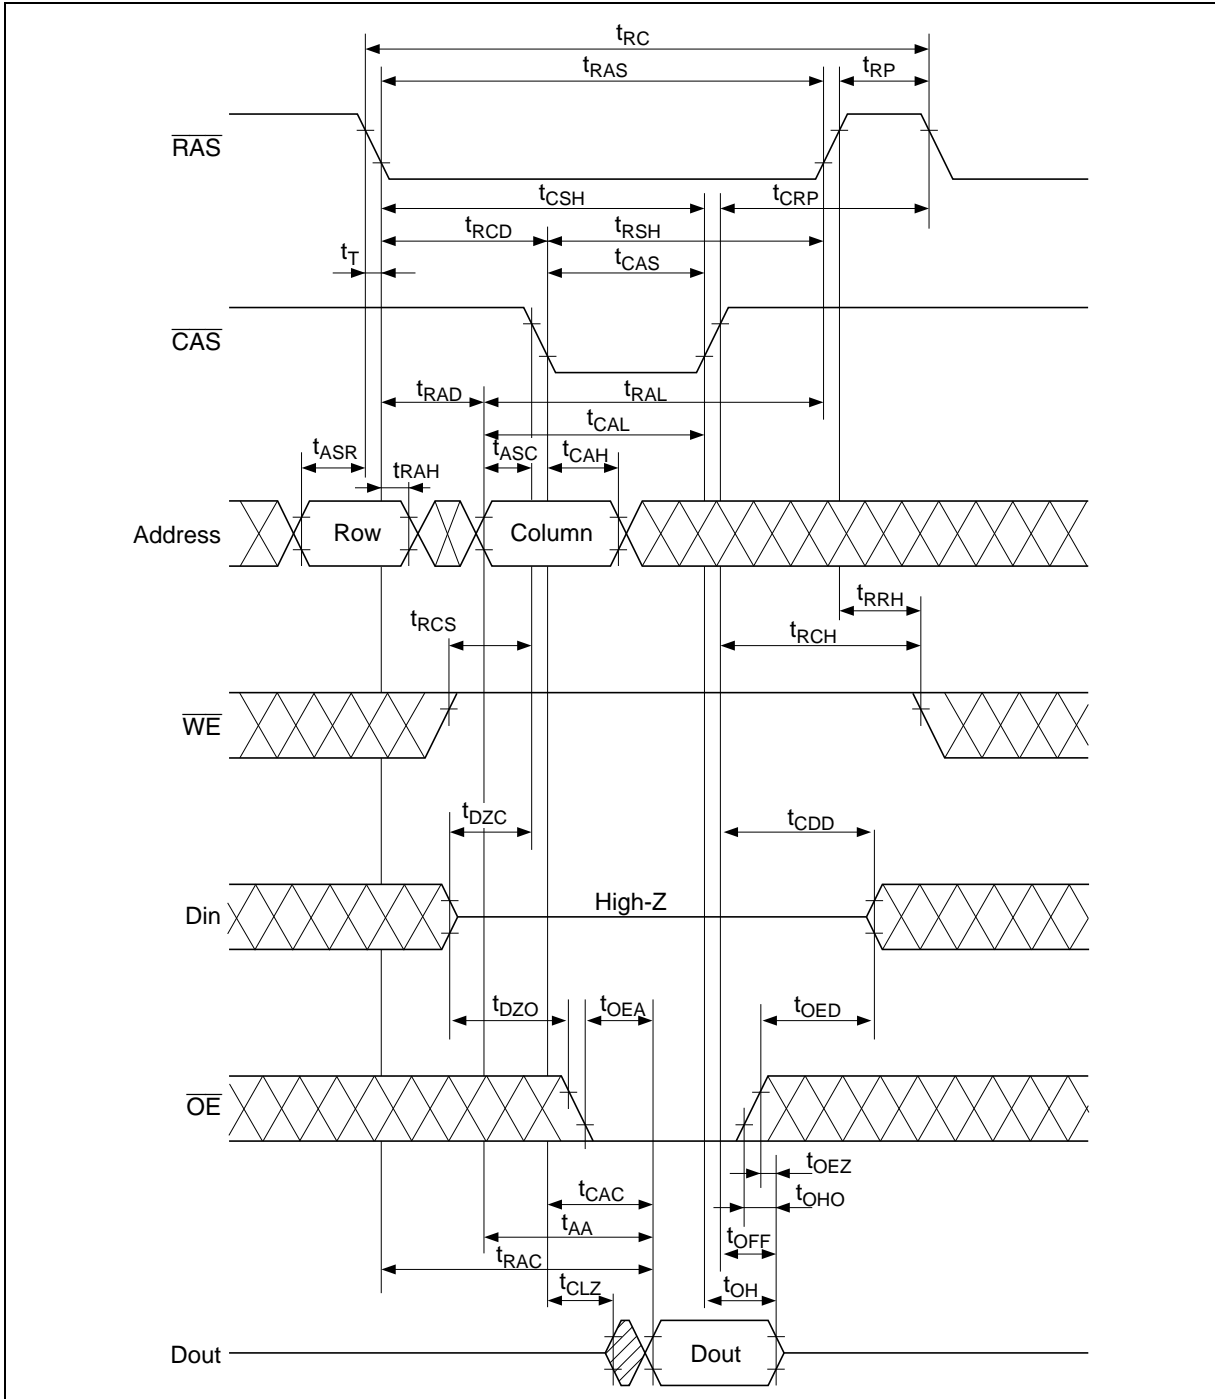 tRC
tRAS
tRP
RAS
tCSH
tCRP
tRCD
tRSH
tT
tCAS
CAS
tRAD
tRAL
tCAL
tASR
tASC
tCAH
tRAH
Address
Row
Column
tRRH
tRCS
tRCH
WE
tDZC
tCDD
Din
High-Z
tDZO
tOEA
tOED
OE
tOEZ
tCAC
tOHO
tAA
tOFF
tRAC
tCLZ
tOH
Dout
Dout